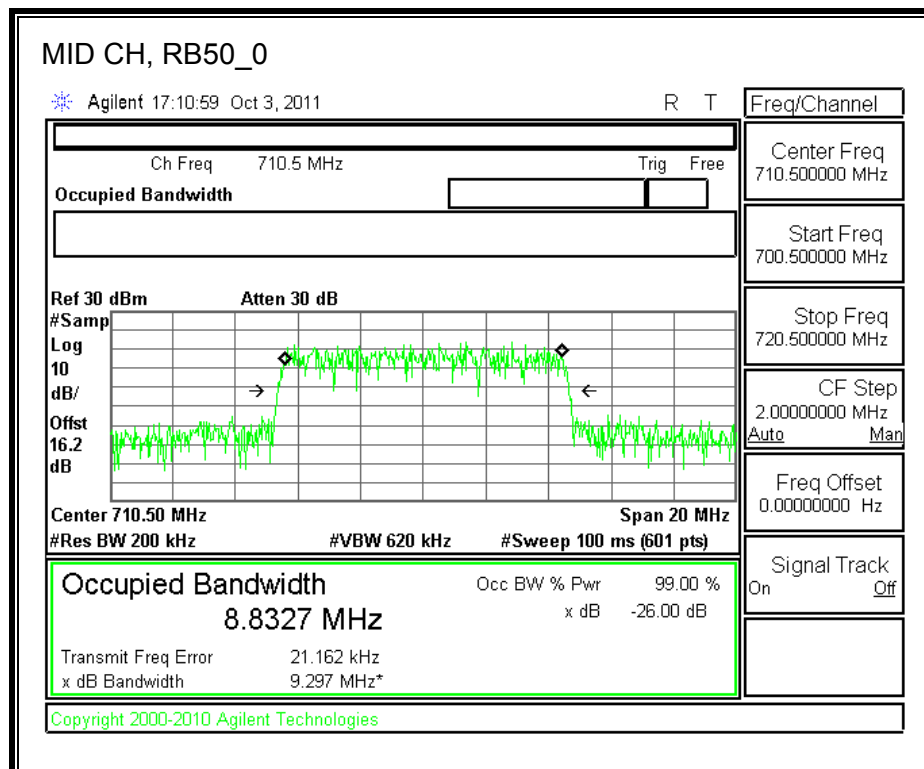 MID CH, RB50_0
Agilent 17:10:59 Oct 3, 2011 R T
Freq/Channel
Ch Freq 710.5 MHz Trig Free
Occupied Bandwidth
Center Freq
710.500000 MHz
Start Freq
700.500000 MHz
Stop Freq
720.500000 MHz
CF Step
2.00000000 MHz
Auto Man
Freq Offset
0.00000000 Hz
Signal Track
On Off
Ref 30 dBm Atten 30 dB
#Samp
Log
10
dB/
Offst
16.2
dB
Center 710.50 MHz Span 20 MHz
#Res BW 200 kHz #VBW 620 kHz #Sweep 100 ms (601 pts)
Occupied Bandwidth
8.8327 MHz
Occ BW % Pwr 99.00 %
x dB -26.00 dB
Transmit Freq Error 21.162 kHz
x dB Bandwidth 9.297 MHz*
Copyright 2000-2010 Agilent Technologies